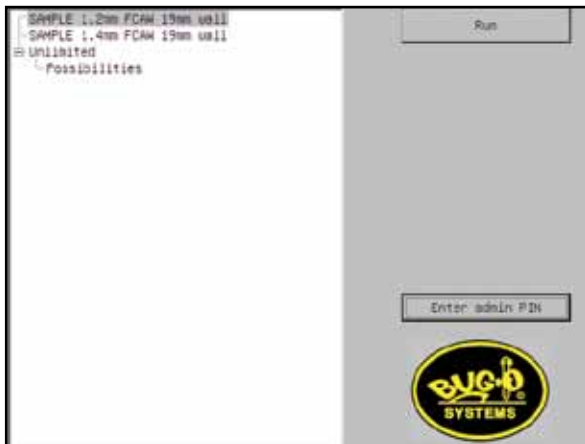 SAMPLE 1.2mm FCAW 19mm wall
SAMPLE 1.4mm FCAW 19mm wall
Unlimited
Possibilities
Run
Enter admin PIN
BUG-O
®
SYSTEMS